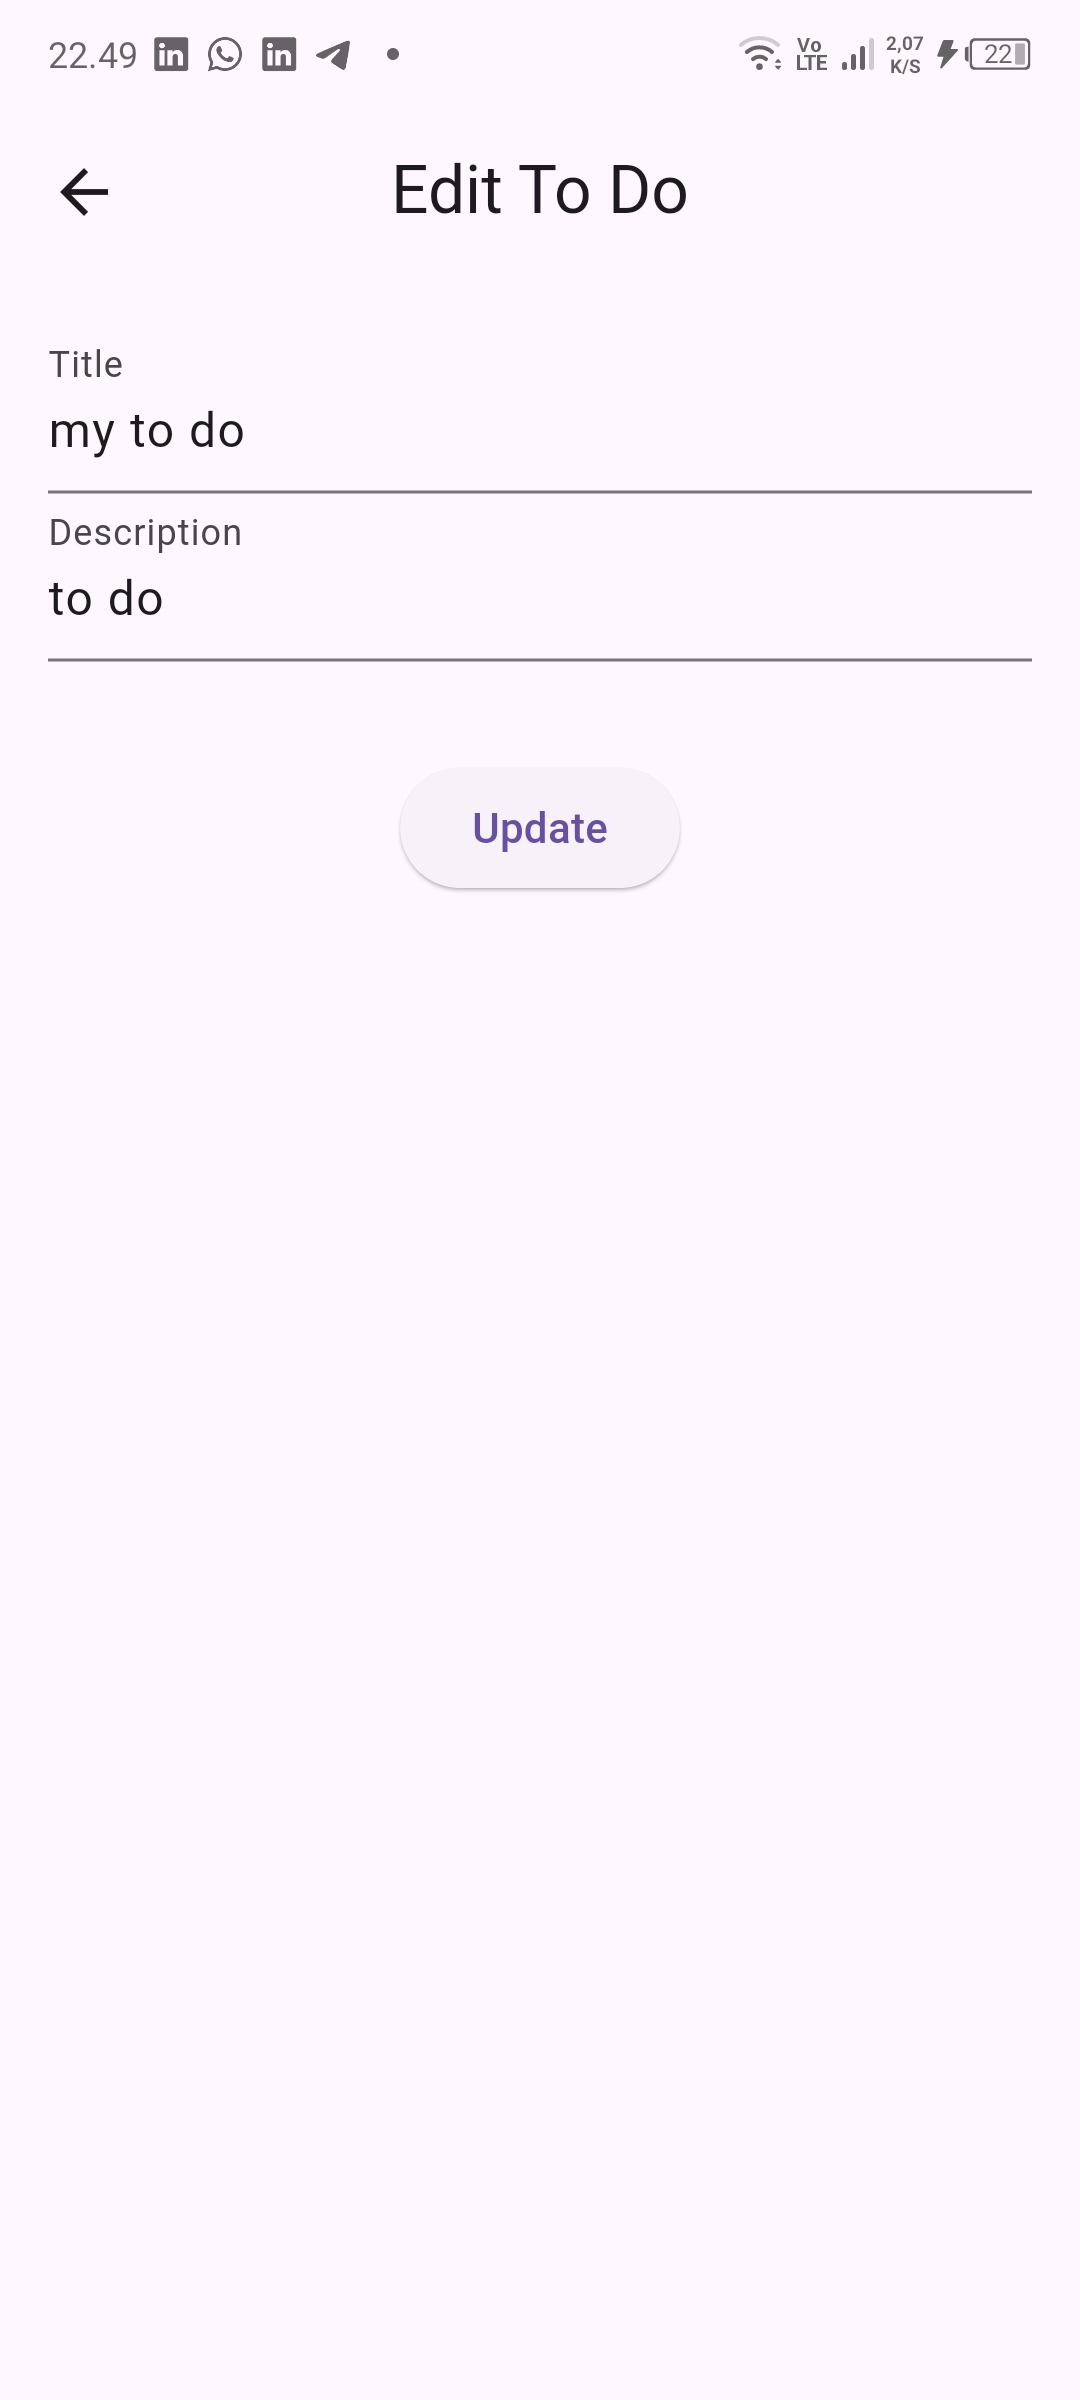 22.49
Vo LTE
2,07 K/S
22
Edit To Do
Title
my to do
Description
to do
Update